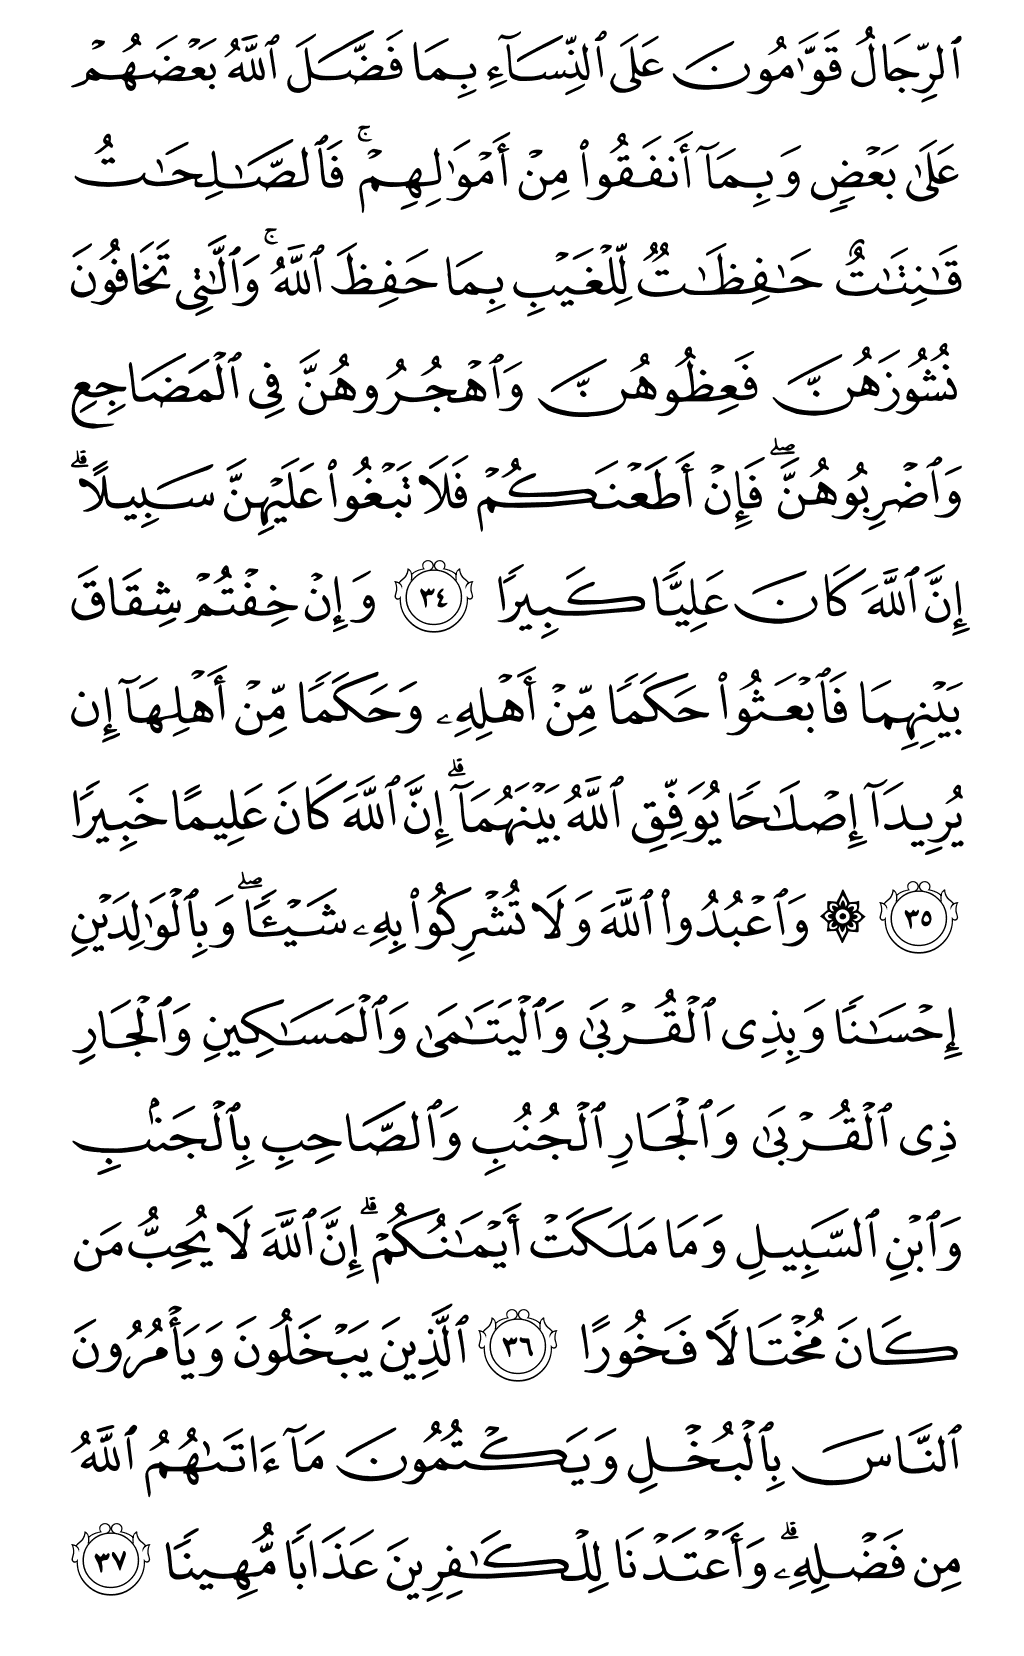 ٱلرِّجَالُ قَوَّٰمُونَ عَلَى ٱلنِّسَآءِ بِمَا فَضَّلَ ٱللَّهُ بَعۡضَهُمۡ
عَلَىٰ بَعۡضٖ وَبِمَآ أَنفَقُواْ مِنۡ أَمۡوَٰلِهِمۡۚ فَٱلصَّٰلِحَٰتُ
قَٰنِتَٰتٌ حَٰفِظَٰتٞ لِّلۡغَيۡبِ بِمَا حَفِظَ ٱللَّهُۚ وَٱلَّٰتِي تَخَافُونَ
نُشُوزَهُنَّ فَعِظُوهُنَّ وَٱهۡجُرُوهُنَّ فِي ٱلۡمَضَاجِعِ
وَٱضۡرِبُوهُنَّۖ فَإِنۡ أَطَعۡنَكُمۡ فَلَا تَبۡغُواْ عَلَيۡهِنَّ سَبِيلًاۗ
إِنَّ ٱللَّهَ كَانَ عَلِيّٗا كَبِيرٗا ٣٤ وَإِنۡ خِفۡتُمۡ شِقَاقَ
بَيۡنِهِمَا فَٱبۡعَثُواْ حَكَمٗا مِّنۡ أَهۡلِهِۦ وَحَكَمٗا مِّنۡ أَهۡلِهَآ إِن
يُرِيدَآ إِصۡلَٰحٗا يُوَفِّقِ ٱللَّهُ بَيۡنَهُمَآۗ إِنَّ ٱللَّهَ كَانَ عَلِيمًا خَبِيرٗا
٣٥ ۞ وَٱعۡبُدُواْ ٱللَّهَ وَلَا تُشۡرِكُواْ بِهِۦ شَيۡـٔٗاۖ وَبِٱلۡوَٰلِدَيۡنِ
إِحۡسَٰنٗا وَبِذِي ٱلۡقُرۡبَىٰ وَٱلۡيَتَٰمَىٰ وَٱلۡمَسَٰكِينِ وَٱلۡجَارِ
ذِي ٱلۡقُرۡبَىٰ وَٱلۡجَارِ ٱلۡجُنُبِ وَٱلصَّاحِبِ بِٱلۡجَنۢبِ
وَٱبۡنِ ٱلسَّبِيلِ وَمَا مَلَكَتۡ أَيۡمَٰنُكُمۡۗ إِنَّ ٱللَّهَ لَا يُحِبُّ مَن
كَانَ مُخۡتَالٗا فَخُورًا ٣٦ ٱلَّذِينَ يَبۡخَلُونَ وَيَأۡمُرُونَ
ٱلنَّاسَ بِٱلۡبُخۡلِ وَيَكۡتُمُونَ مَآ ءَاتَىٰهُمُ ٱللَّهُ
مِن فَضۡلِهِۦۗ وَأَعۡتَدۡنَا لِلۡكَٰفِرِينَ عَذَابٗا مُّهِينٗا ٣٧